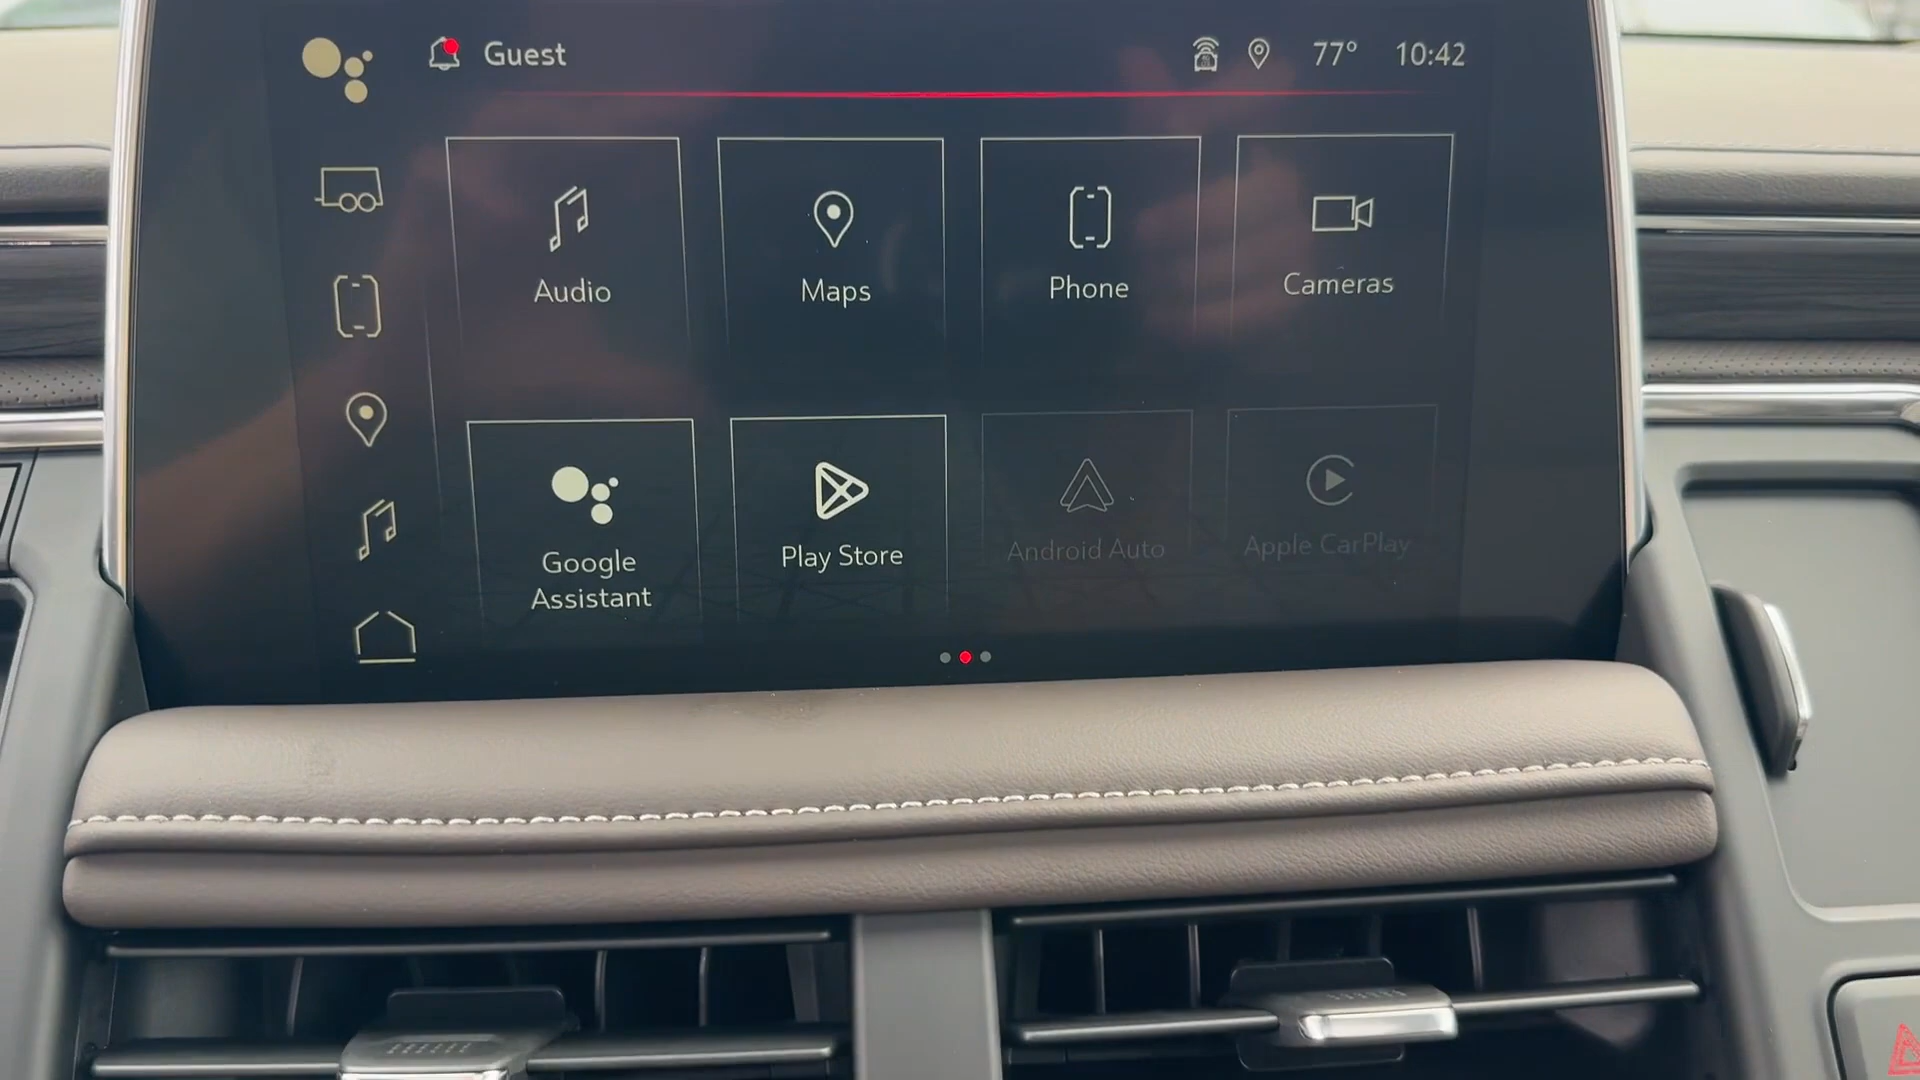 Guest 77° 10:42
Audio Maps Phone Cameras
Google Assistant
Play Store Android Auto Apple CarPlay